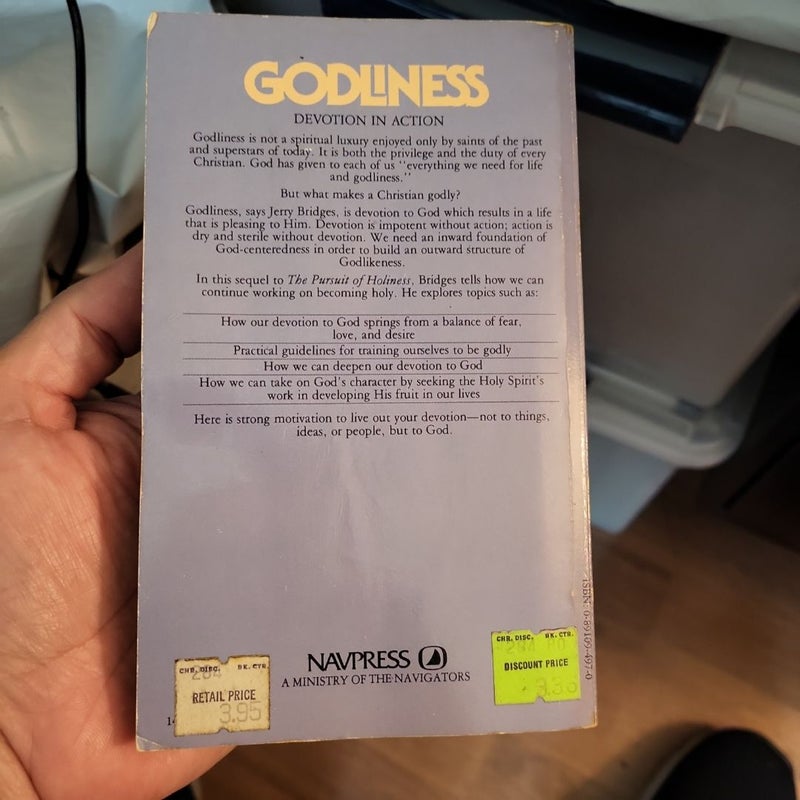 GODLINESS
DEVOTION IN ACTION
Godliness is not a spiritual luxury enjoyed only by saints of the past
and superstars of today. It is both the privilege and the duty of every
Christian. God has given to each of us "everything we need for life
and godliness."
But what makes a Christian godly?
Godliness, says Jerry Bridges, is devotion to God which results in a life
that is pleasing to Him. Devotion is impotent without action; action is
dry and sterile without devotion. We need an inward foundation of
God-centeredness in order to build an outward structure of
Godlikeness.
In this sequel to The Pursuit of Holiness, Bridges tells how we can
continue working on becoming holy. He explores topics such as:
How our devotion to God springs from a balance of fear,
love, and desire
Practical guidelines for training ourselves to be godly
How we can deepen our devotion to God
How we can take on God's character by seeking the Holy Spirit's
work in developing His fruit in our lives
Here is strong motivation to live out your devotion—not to things,
ideas, or people, but to God.
NAVPRESS
A MINISTRY OF THE NAVIGATORS
CHR. DISC. BK. CTR.
284
RETAIL PRICE
3.95
CHR. DISC. BK. CTR.
DISCOUNT PRICE
ISBN: 0-89109-497-0